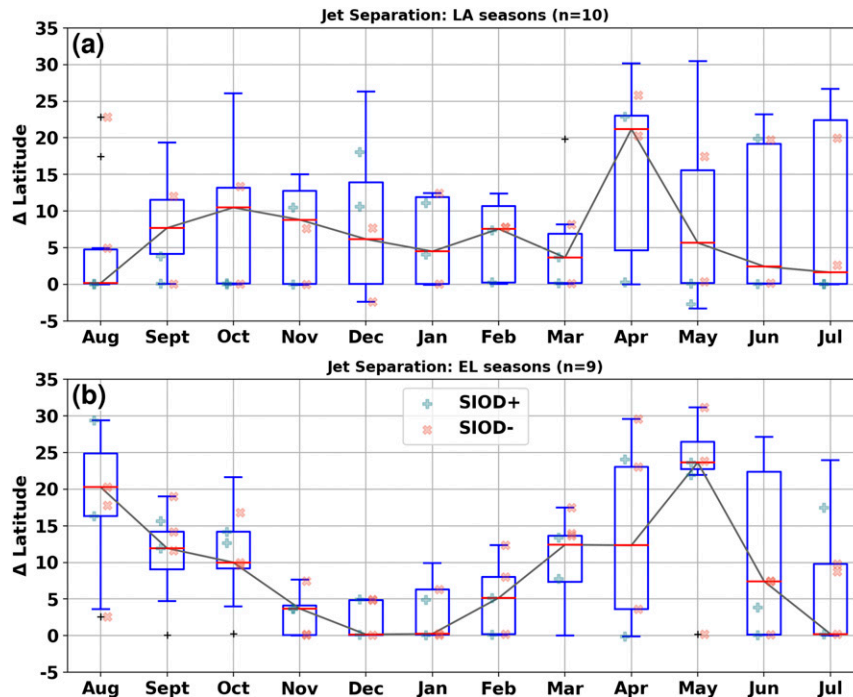 Jet Separation: LA seasons (n=10)
(a)
Δ Latitude
35
30
25
20
15
10
5
0
-5
Aug Sept Oct Nov Dec Jan Feb Mar Apr May Jun Jul
Jet Separation: EL seasons (n=9)
(b)
SIOD+
SIOD-
Δ Latitude
35
30
25
20
15
10
5
0
-5
Aug Sept Oct Nov Dec Jan Feb Mar Apr May Jun Jul